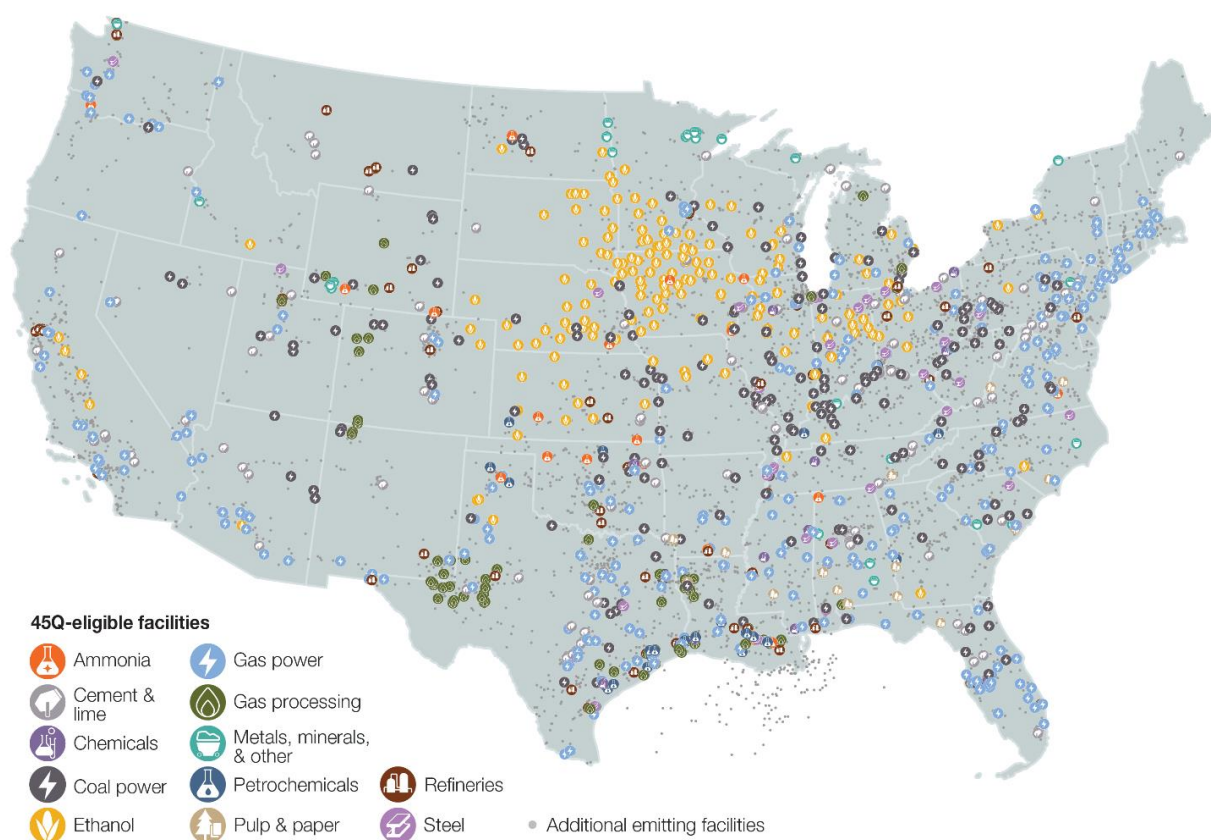 45Q-eligible facilities
Ammonia
Cement &
lime
Chemicals
Coal power
Ethanol
Gas power
Gas processing
Metals, minerals,
& other
Petrochemicals
Pulp & paper
Refineries
Steel
Additional emitting facilities